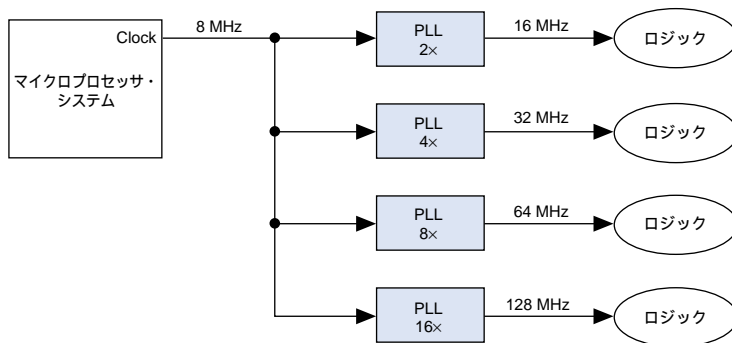 Clock
8 MHz
マイクロプロセッサ・
システム
PLL
2×
16 MHz
ロジック
PLL
4×
32 MHz
ロジック
PLL
8×
64 MHz
ロジック
PLL
16×
128 MHz
ロジック